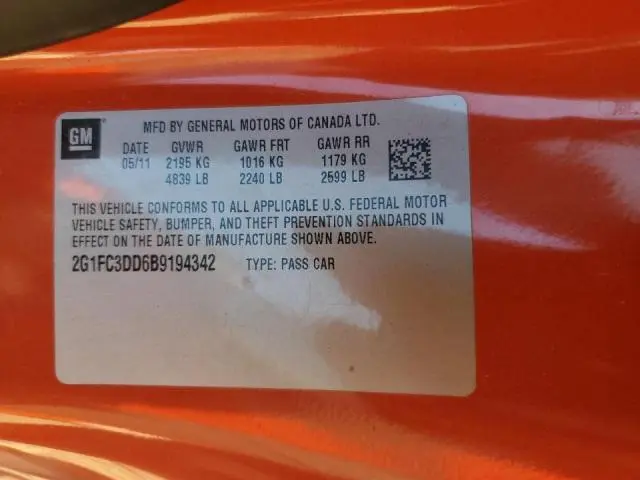 GM
MFD BY GENERAL MOTORS OF CANADA LTD.
DATE GVWR GAWR FRT GAWR RR
05/11 2195 KG 1016 KG 1179 KG
4839 LB 2240 LB 2599 LB
THIS VEHICLE CONFORMS TO ALL APPLICABLE U.S. FEDERAL MOTOR
VEHICLE SAFETY, BUMPER, AND THEFT PREVENTION STANDARDS IN
EFFECT ON THE DATE OF MANUFACTURE SHOWN ABOVE.
2G1FC3DD6B9194342 TYPE: PASS CAR